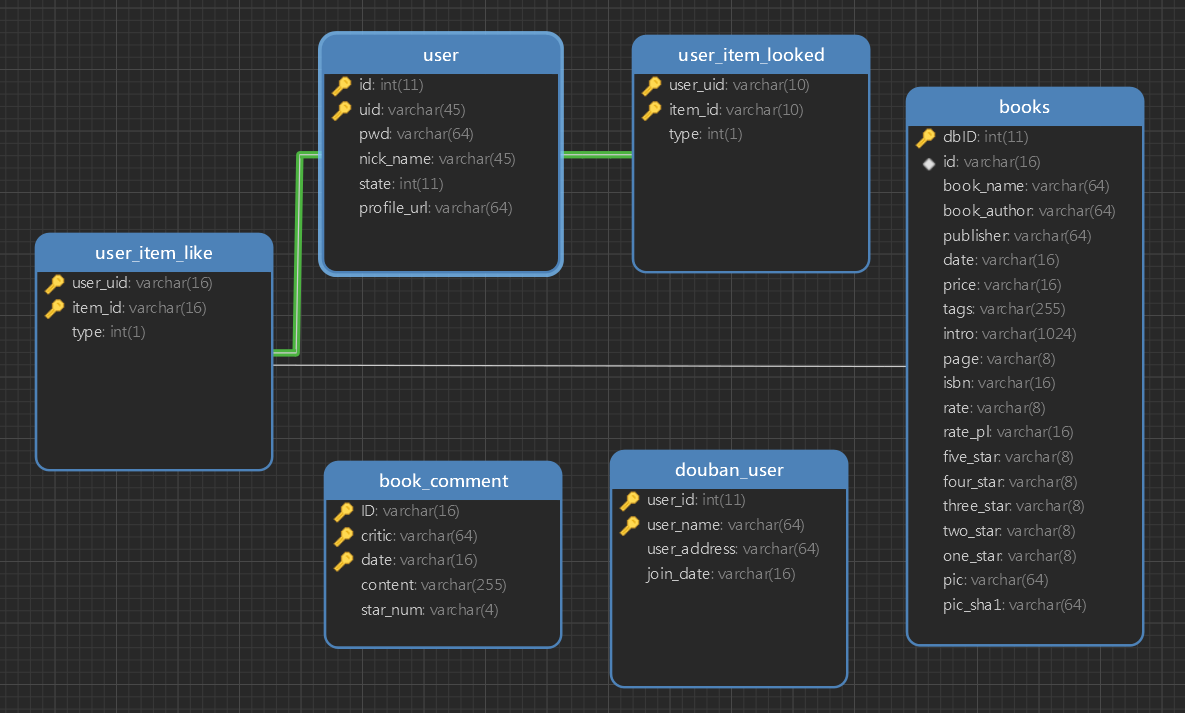 user
id: int(11)
uid: varchar(45)
pwd: varchar(64)
nick_name: varchar(45)
state: int(11)
profile_url: varchar(64)
user_item_looked
user_uid: varchar(10)
item_id: varchar(10)
type: int(1)
books
dbID: int(11)
id: varchar(16)
book_name: varchar(64)
book_author: varchar(64)
publisher: varchar(64)
date: varchar(16)
price: varchar(16)
tags: varchar(255)
intro: varchar(1024)
page: varchar(8)
isbn: varchar(16)
rate: varchar(8)
rate_pl: varchar(16)
five_star: varchar(8)
four_star: varchar(8)
three_star: varchar(8)
two_star: varchar(8)
one_star: varchar(8)
pic: varchar(64)
pic_sha1: varchar(64)
user_item_like
user_uid: varchar(16)
item_id: varchar(16)
type: int(1)
book_comment
ID: varchar(16)
critic: varchar(64)
date: varchar(16)
content: varchar(255)
star_num: varchar(4)
douban_user
user_id: int(11)
user_name: varchar(64)
user_address: varchar(64)
join_date: varchar(16)